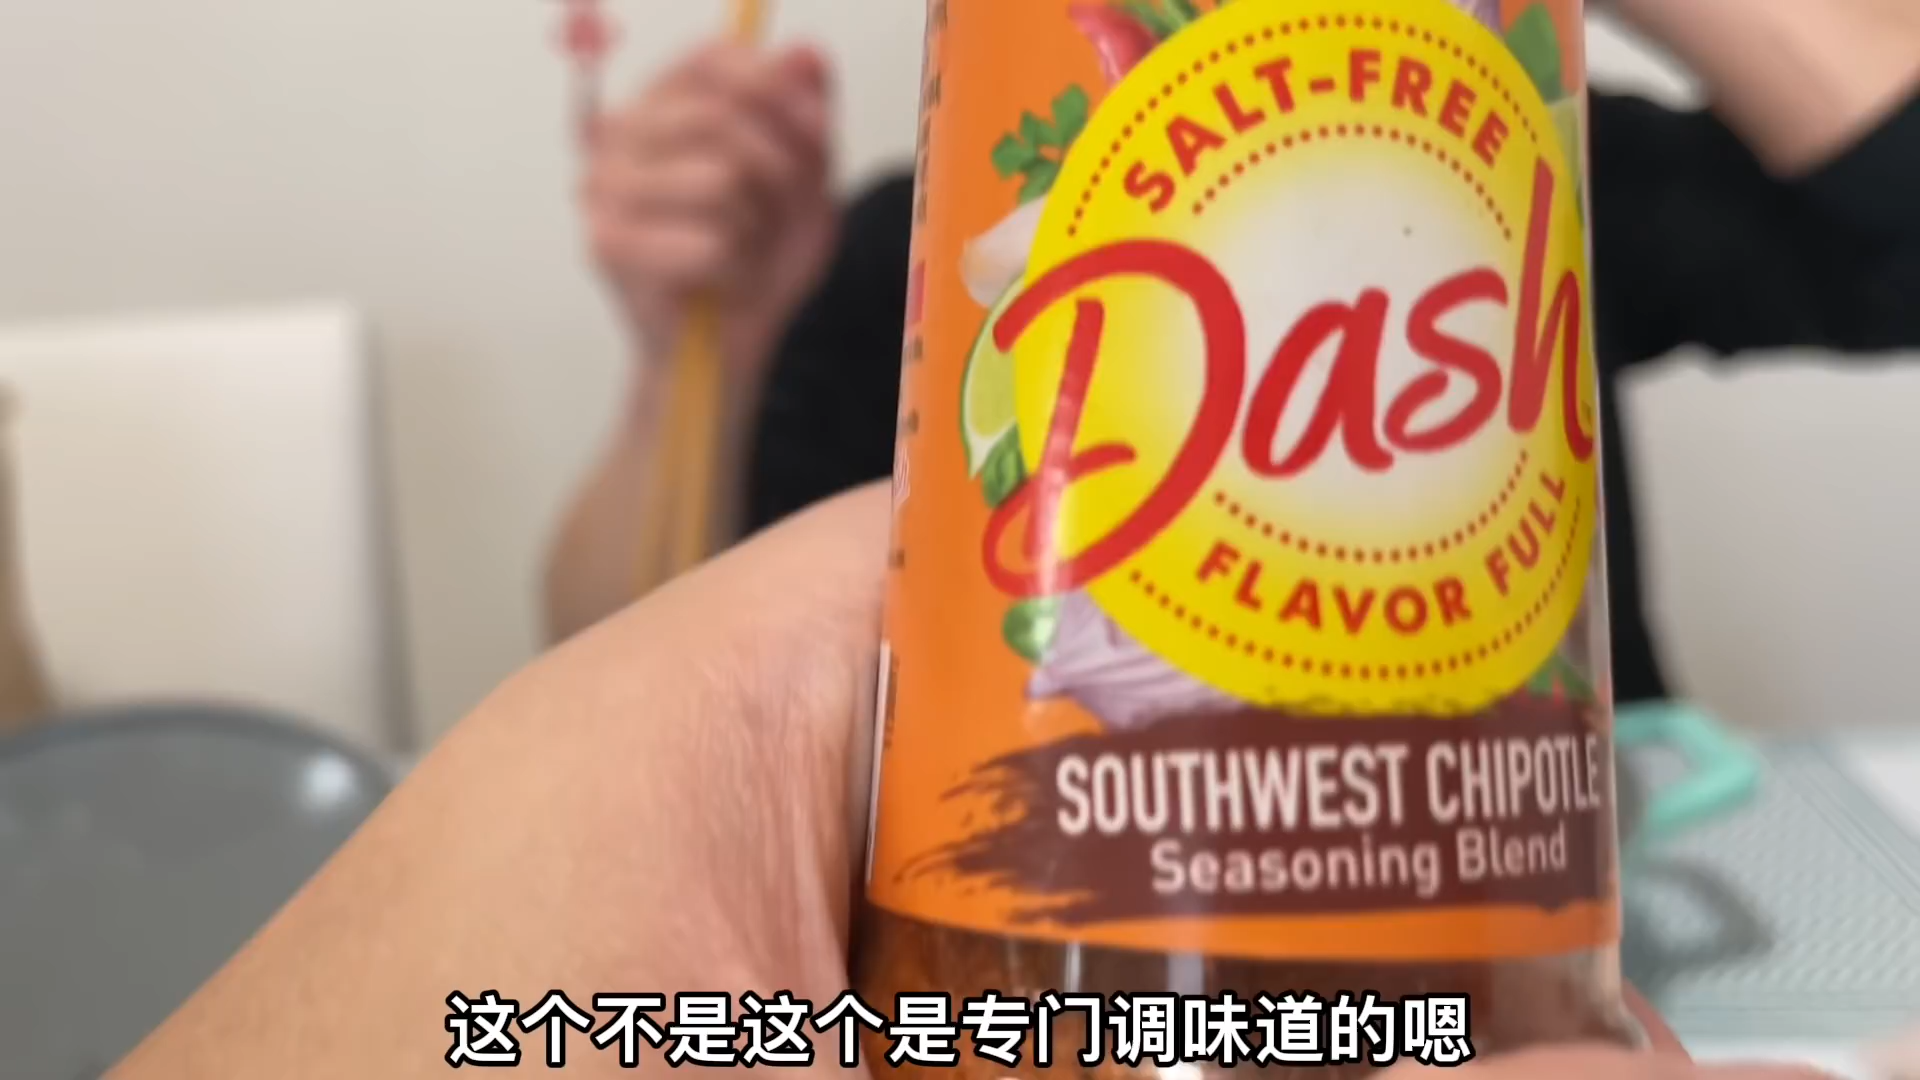 SALT-FREE
Dash
FLAVOR FULL
SOUTHWEST CHIPOTLE
Seasoning Blend
这个不是这个是专门调味道的嗯